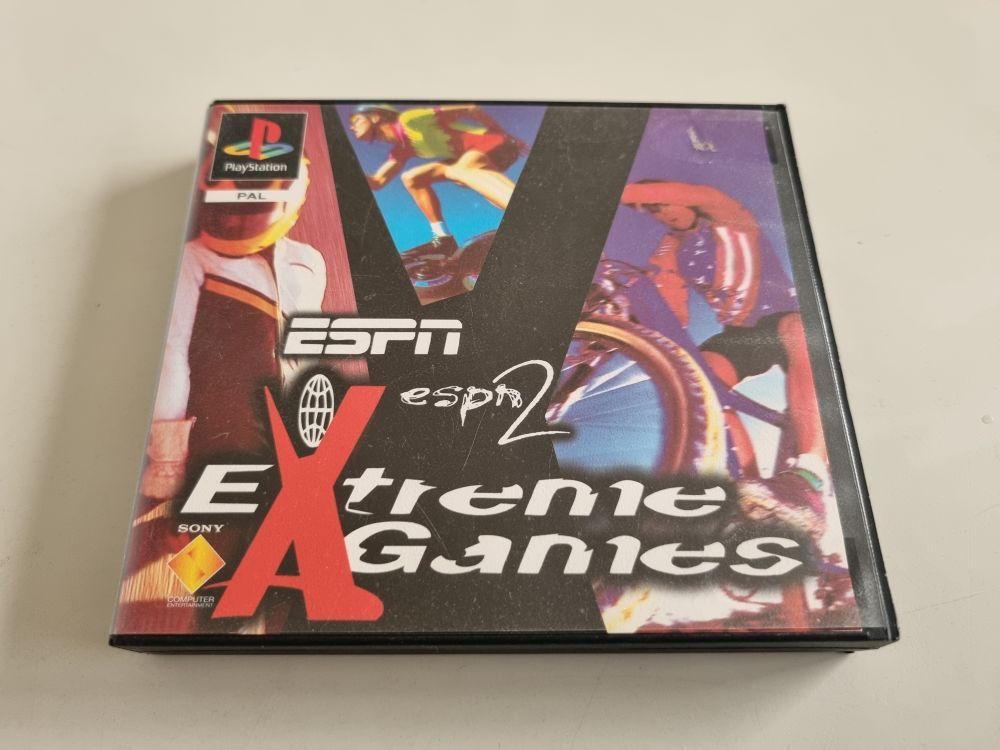 PlayStation
PAL
ESPN
espn2
EXtreme
Games
SONY
COMPUTER
ENTERTAINMENT